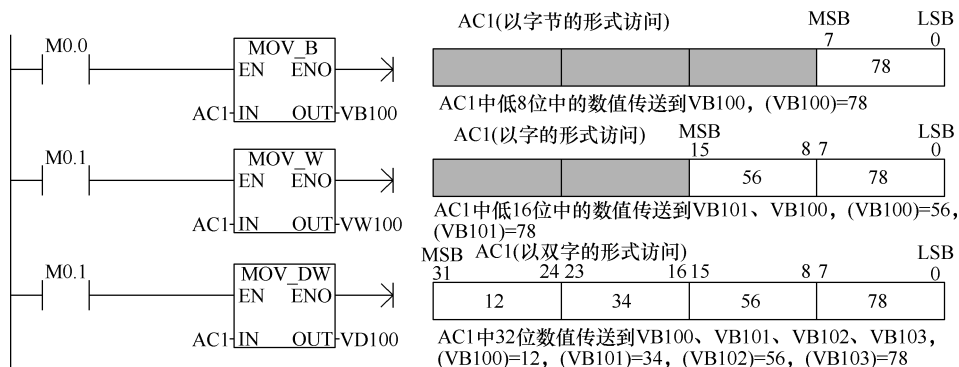 AC1(以字节的形式访问)
MSB
LSB
7
0
M0.0
MOV_B
EN
ENO
AC1
IN
OUT
VB100
78
AC1中低8位中的数值传送到VB100，(VB100)=78
AC1(以字的形式访问)
MSB
LSB
15
8
7
0
M0.1
MOV_W
EN
ENO
AC1
IN
OUT
VW100
56
78
AC1中低16位中的数值传送到VB101、VB100，(VB100)=56，
(VB101)=78
MSB
AC1(以双字的形式访问)
LSB
31
24
23
16
15
8
7
0
M0.1
MOV_DW
EN
ENO
AC1
IN
OUT
VD100
12
34
56
78
AC1中32位数值传送到VB100、VB101、VB102、VB103，
(VB100)=12，(VB101)=34，(VB102)=56，(VB103)=78